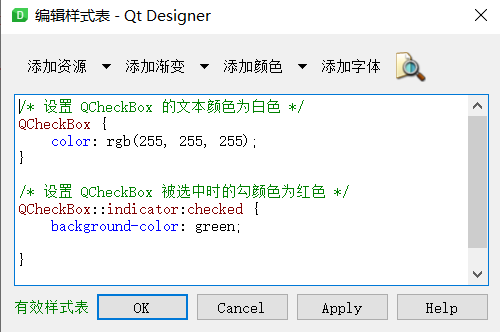 编辑样式表 - Qt Designer
添加资源 添加渐变 添加颜色 添加字体
/* 设置 QCheckBox 的文本颜色为白色 */
QCheckBox {
    color: rgb(255, 255, 255);
}
/* 设置 QCheckBox 被选中时的勾颜色为红色 */
QCheckBox::indicator:checked {
    background-color: green;
}
有效样式表 OK Cancel Apply Help